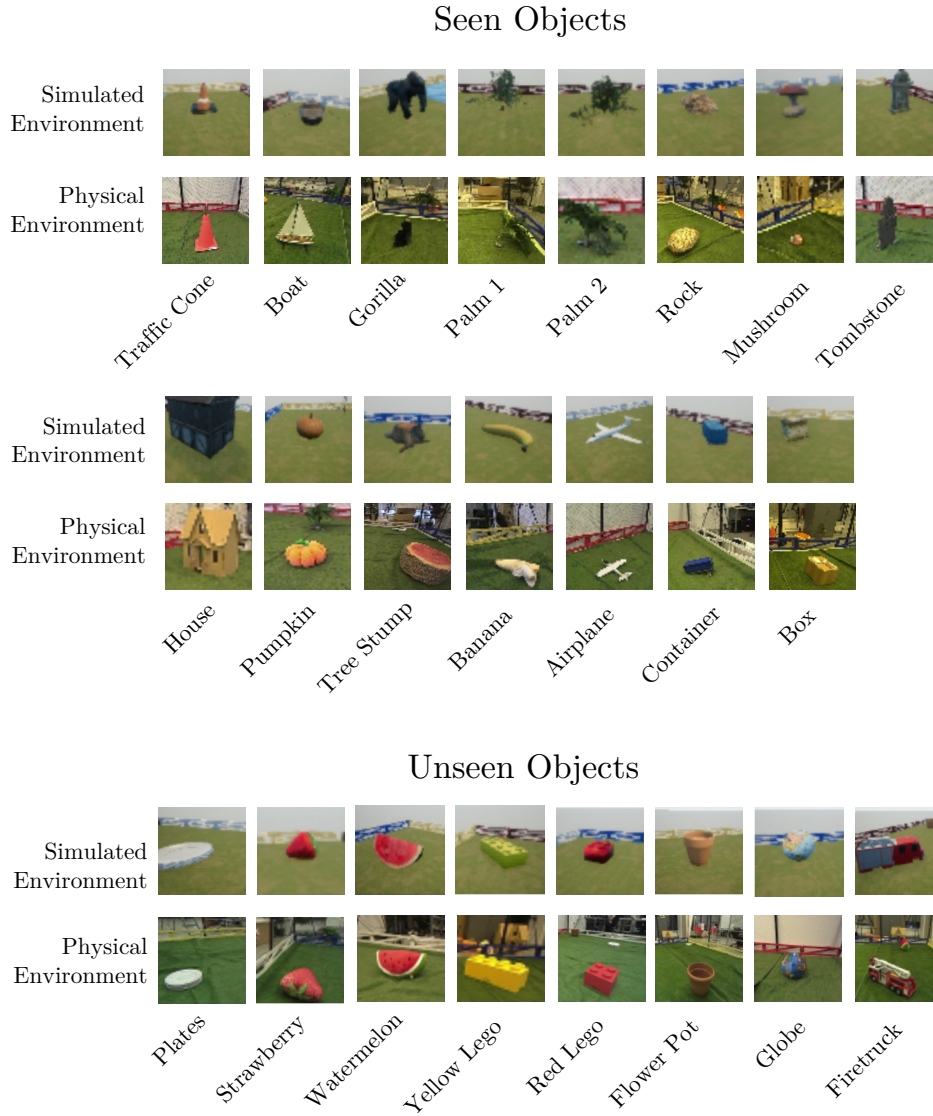 Seen Objects
Simulated
Environment
Physical
Environment
Traffic Cone
Boat
Gorilla
Palm 1
Palm 2
Rock
Mushroom
Tombstone
Simulated
Environment
Physical
Environment
House
Pumpkin
Tree Stump
Banana
Airplane
Container
Box
Unseen Objects
Simulated
Environment
Physical
Environment
Plates
Strawberry
Watermelon
Yellow Lego
Red Lego
Flower Pot
Globe
Firetruck